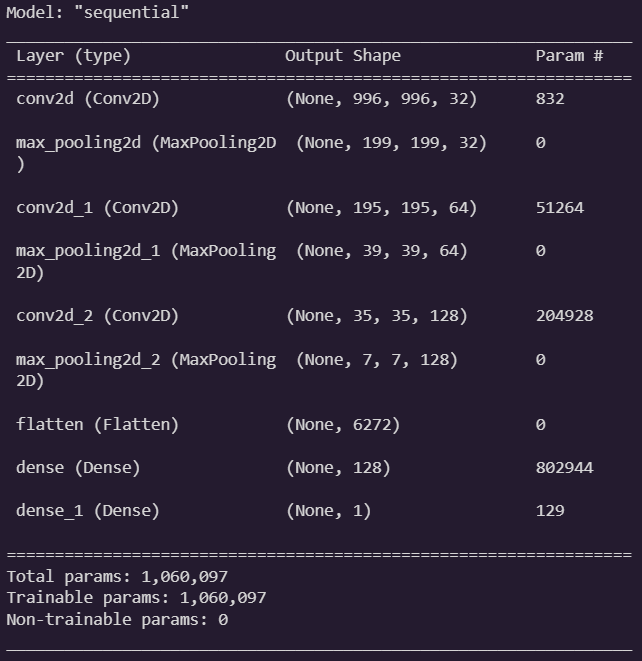 Model: "sequential"
Layer (type) Output Shape Param #
conv2d (Conv2D) (None, 996, 996, 32) 832
max_pooling2d (MaxPooling2D (None, 199, 199, 32) 0
)
conv2d_1 (Conv2D) (None, 195, 195, 64) 51264
max_pooling2d_1 (MaxPooling (None, 39, 39, 64) 0
2D)
conv2d_2 (Conv2D) (None, 35, 35, 128) 204928
max_pooling2d_2 (MaxPooling (None, 7, 7, 128) 0
2D)
flatten (Flatten) (None, 6272) 0
dense (Dense) (None, 128) 802944
dense_1 (Dense) (None, 1) 129
Total params: 1,060,097
Trainable params: 1,060,097
Non-trainable params: 0